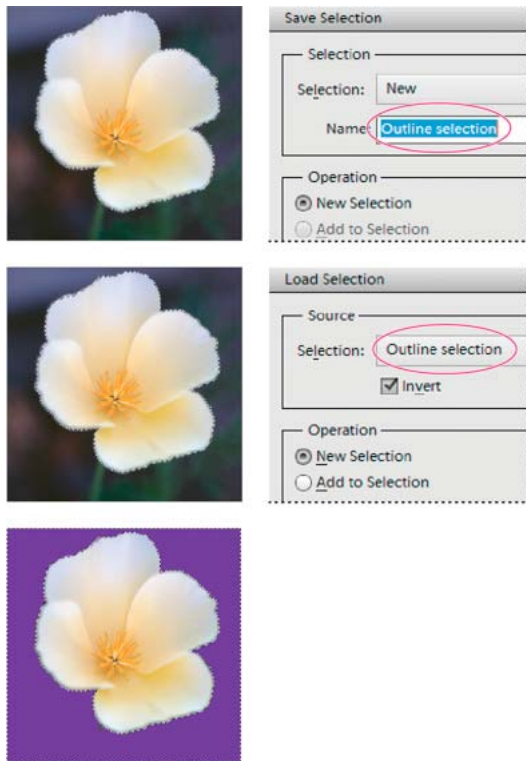 Save Selection
Selection
Selection: New
Name: Outline selection
Operation
New Selection
Add to Selection
Load Selection
Source
Selection: Outline selection
Invert
Operation
New Selection
Add to Selection